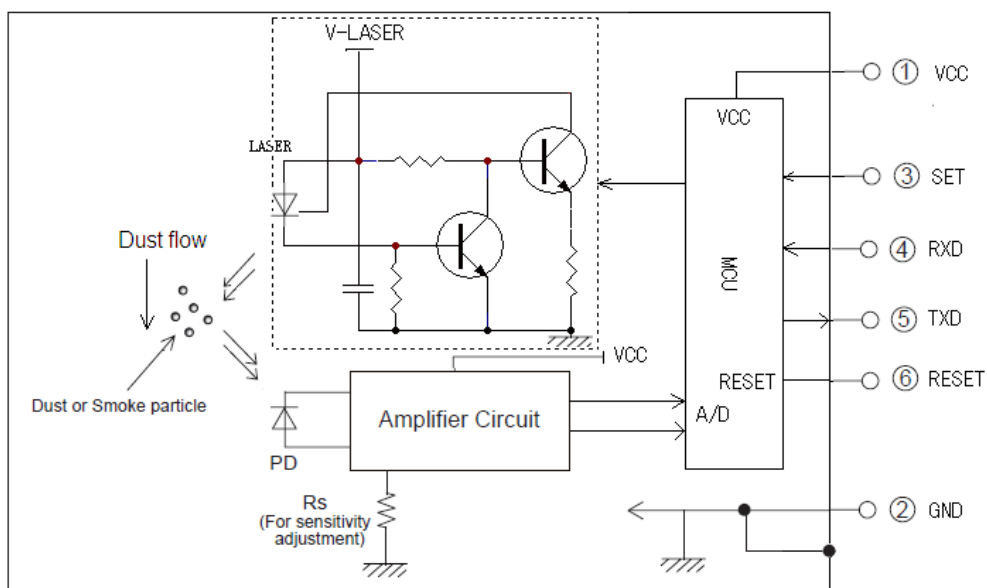 V-LASER
LASER
Dust flow
Dust or Smoke particle
PD
VCC
Amplifier Circuit
Rs
(For sensitivity
adjustment)
VCC
MCU
RESET
A/D
① VCC
③ SET
④ RXD
⑤ TXD
⑥ RESET
② GND